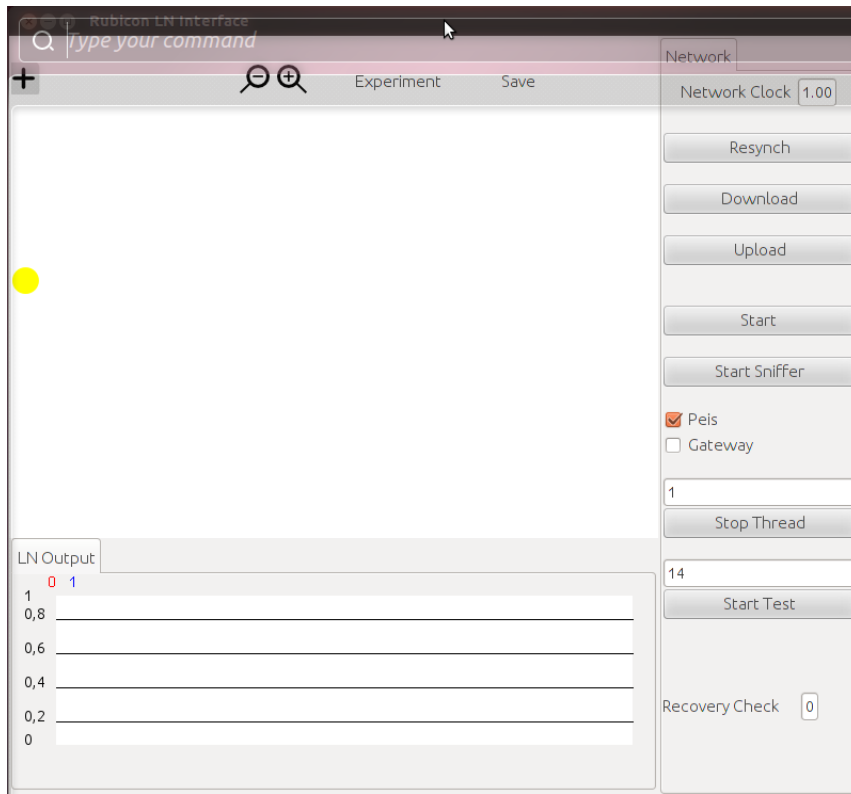 Rubicon LN Interface
Type your command
Network
Experiment Save
Network Clock 1.00
Resynch
Download
Upload
Start
Start Sniffer
Peis
Gateway
1
Stop Thread
14
Start Test
Recovery Check 0
LN Output
0 1
1
0,8
0,6
0,4
0,2
0